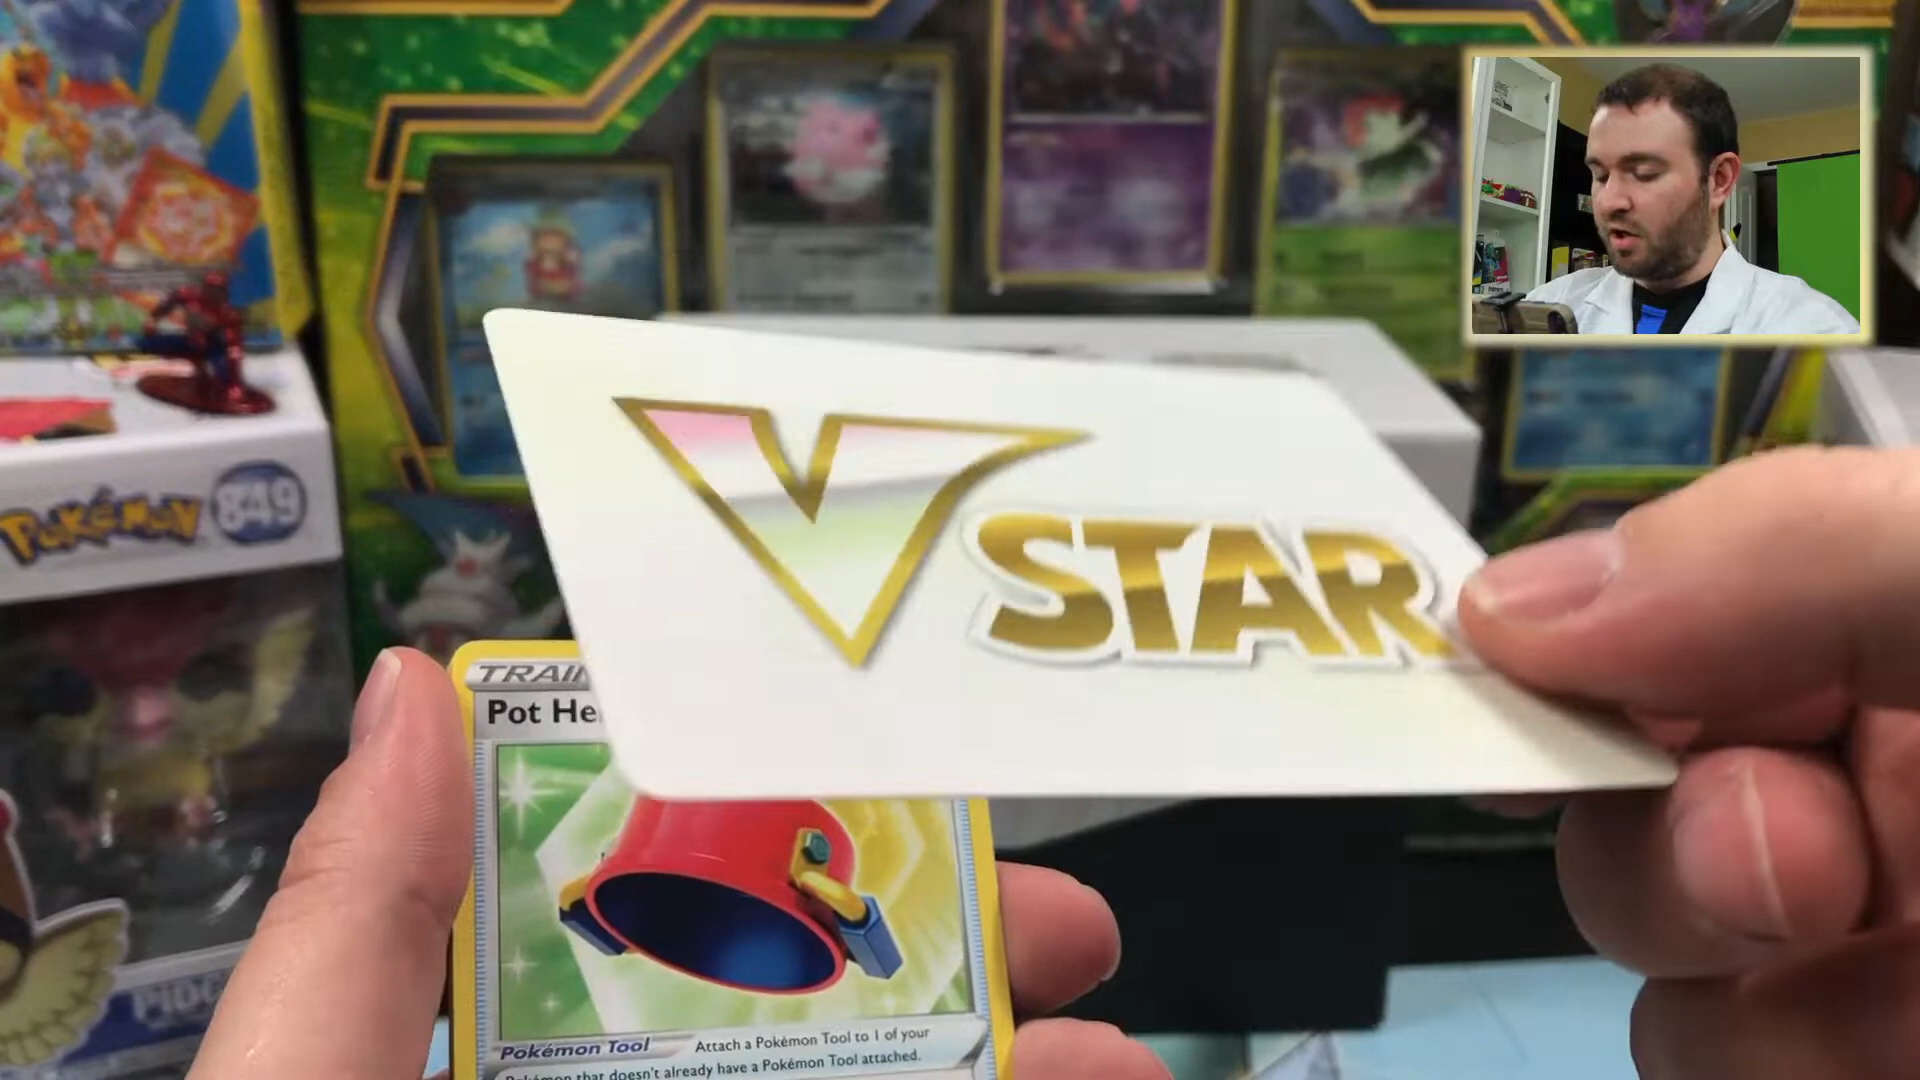 V
STAR
POKéMON 849
TRAI
Pot He
Pokémon Tool Attach a Pokémon Tool to 1 of your
Pokémon that doesn't already have a Pokémon Tool attached.